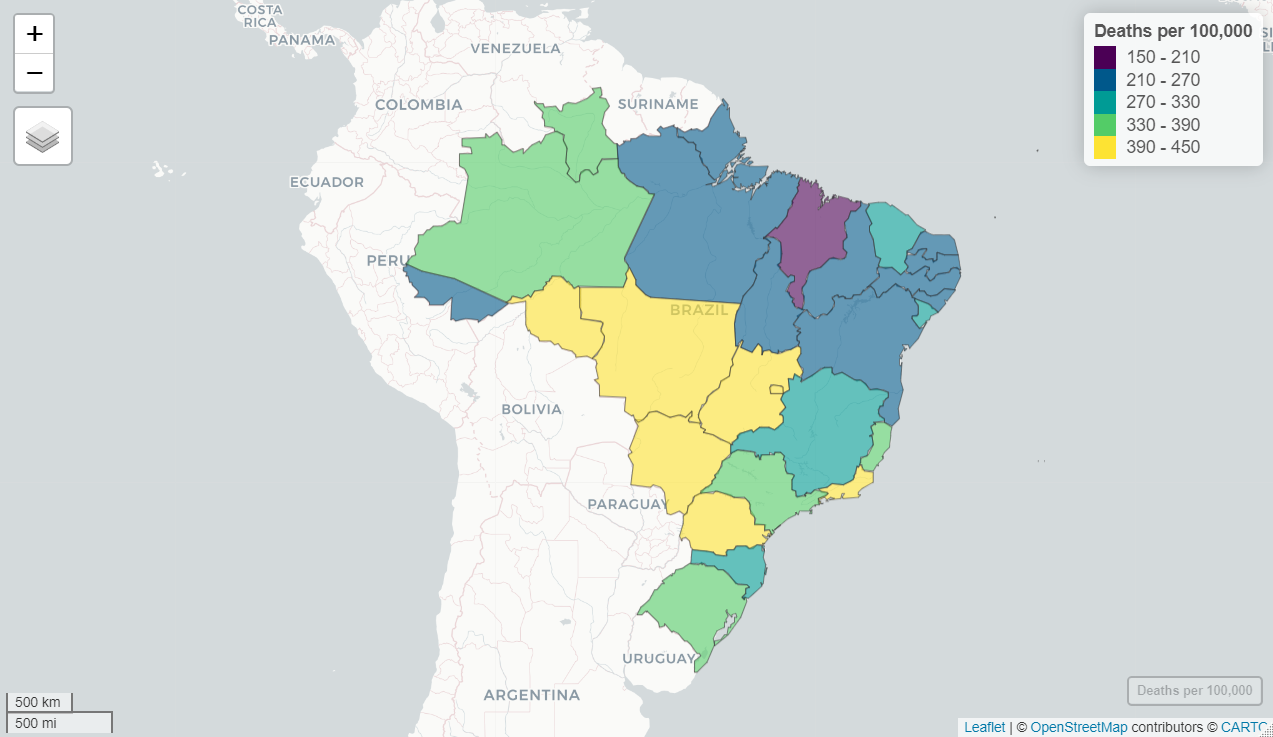 COSTA
RICA
PANAMA
VENEZUELA
COLOMBIA
SURINAME
ECUADOR
PERU
BRAZIL
BOLIVIA
PARAGUAY
URUGUAY
ARGENTINA
+
−
Deaths per 100,000
150 - 210
210 - 270
270 - 330
330 - 390
390 - 450
500 km
500 mi
Deaths per 100,000
Leaflet | © OpenStreetMap contributors © CARTO